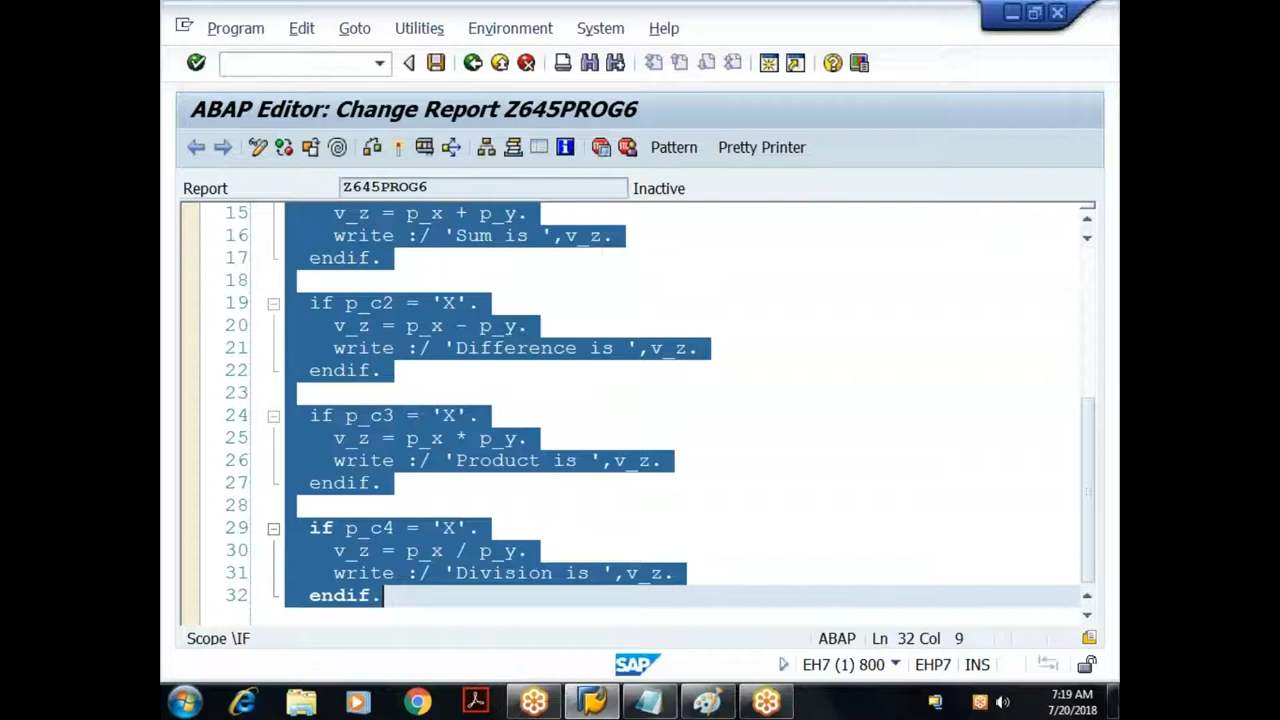 Program Edit Goto Utilities Environment System Help
ABAP Editor: Change Report Z645PROG6
Pattern Pretty Printer
Report Z645PROG6 Inactive
15 v_z = p_x + p_y.
16 write :/ 'Sum is ',v_z.
17 endif.
18
19 if p_c2 = 'X'.
20 v_z = p_x - p_y.
21 write :/ 'Difference is ',v_z.
22 endif.
23
24 if p_c3 = 'X'.
25 v_z = p_x * p_y.
26 write :/ 'Product is ',v_z.
27 endif.
28
29 if p_c4 = 'X'.
30 v_z = p_x / p_y.
31 write :/ 'Division is ',v_z.
32 endif.
Scope \IF ABAP Ln 32 Col 9
SAP EH7 (1) 800 EHP7 INS
7:19 AM
7/20/2018